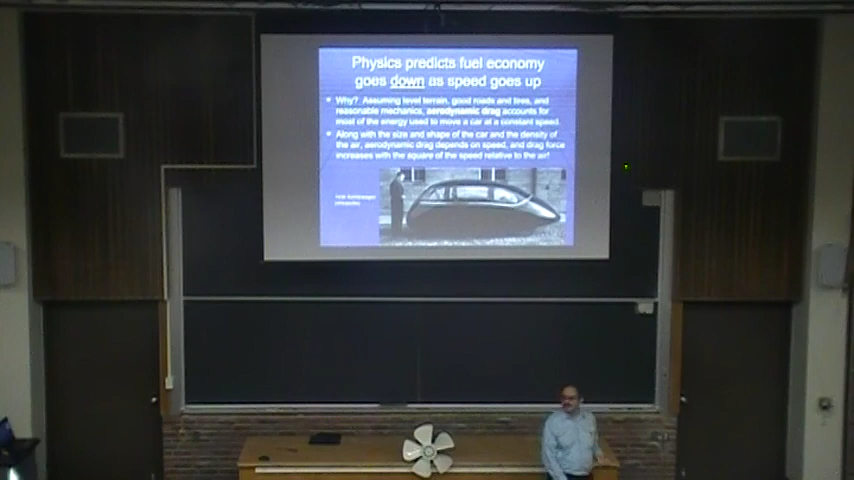 Physics predicts fuel economy
goes down as speed goes up
Why? Assuming level terrain, good roads and tires, and
reasonable mechanics, aerodynamic drag accounts for
most of the energy used to move a car at a constant speed.
Along with the size and shape of the car and the density of
the air, aerodynamic drag depends on speed, and drag force
increases with the square of the speed relative to the air!